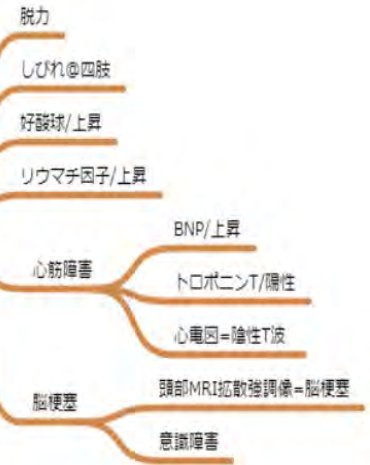 脱力
しびれ@四肢
好酸球/上昇
リウマチ因子/上昇
心筋障害
BNP/上昇
トロポニンT/陽性
心電図=陰性T波
脳梗塞
頭部MRI拡散強調像=脳梗塞
意識障害